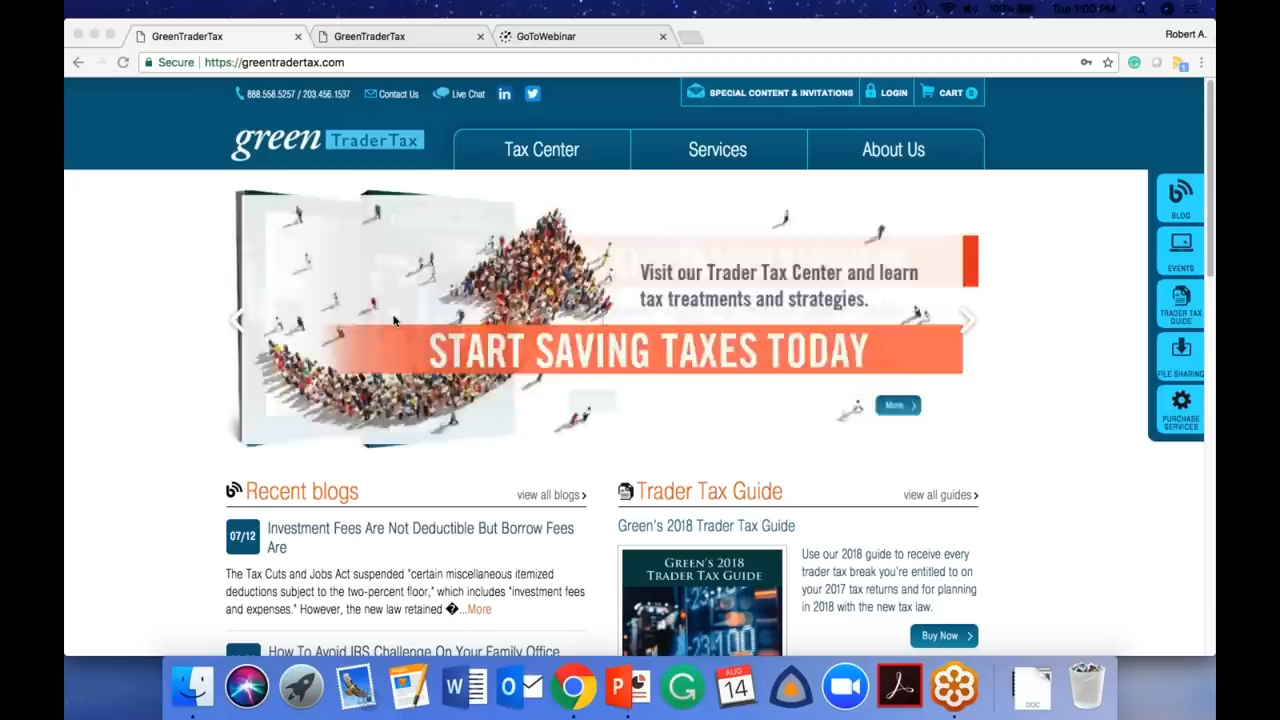 100% Tue 1:00 PM
GreenTraderTax
GreenTraderTax
GoToWebinar
Robert A.
Secure https://greentradertax.com
888.558.5257 / 203.456.1537
Contact Us
Live Chat
SPECIAL CONTENT & INVITATIONS
LOGIN
CART 0
green TraderTax
Tax Center
Services
About Us
BLOG
EVENTS
TRADER TAX
GUIDE
FILE SHARING
PURCHASE
SERVICES
Visit our Trader Tax Center and learn
tax treatments and strategies.
START SAVING TAXES TODAY
More
Recent blogs
view all blogs
07/12
Investment Fees Are Not Deductible But Borrow Fees
Are
The Tax Cuts and Jobs Act suspended "certain miscellaneous itemized
deductions subject to the two-percent floor," which includes "investment fees
and expenses." However, the new law retained �...More
How To Avoid IRS Challenge On Your Family Office
Trader Tax Guide
view all guides
Green's 2018 Trader Tax Guide
GREEN'S 2018
TRADER TAX GUIDE
Use our 2018 guide to receive every
trader tax break you're entitled to on
your 2017 tax returns and for planning
in 2018 with the new tax law.
Buy Now
AUG
14
DOC